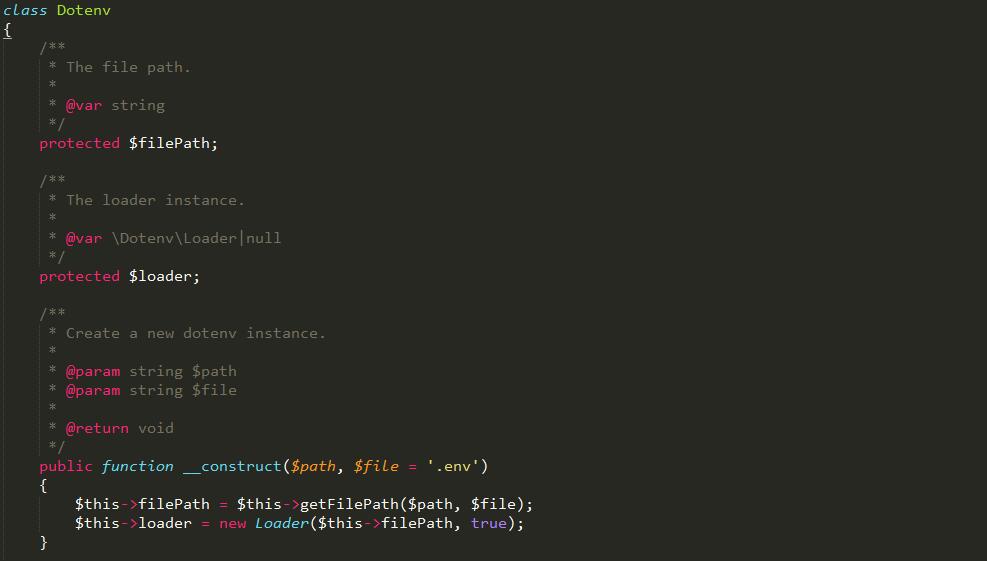 class Dotenv
{
    /**
     * The file path.
     *
     * @var string
     */
    protected $filePath;

    /**
     * The loader instance.
     *
     * @var \Dotenv\Loader|null
     */
    protected $loader;

    /**
     * Create a new dotenv instance.
     *
     * @param string $path
     * @param string $file
     *
     * @return void
     */
    public function __construct($path, $file = '.env')
    {
        $this->filePath = $this->getFilePath($path, $file);
        $this->loader = new Loader($this->filePath, true);
    }